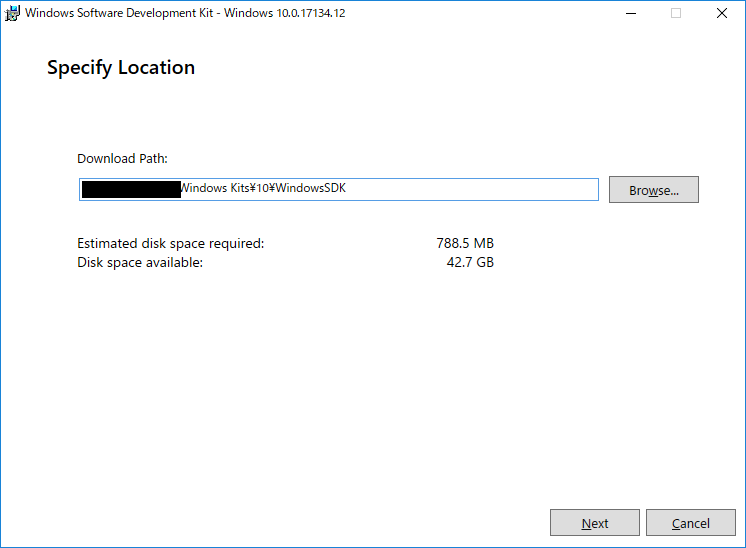 Windows Software Development Kit - Windows 10.0.17134.12
Specify Location
Download Path:
Windows Kits¥10¥WindowsSDK
Browse...
Estimated disk space required: 788.5 MB
Disk space available: 42.7 GB
Next Cancel